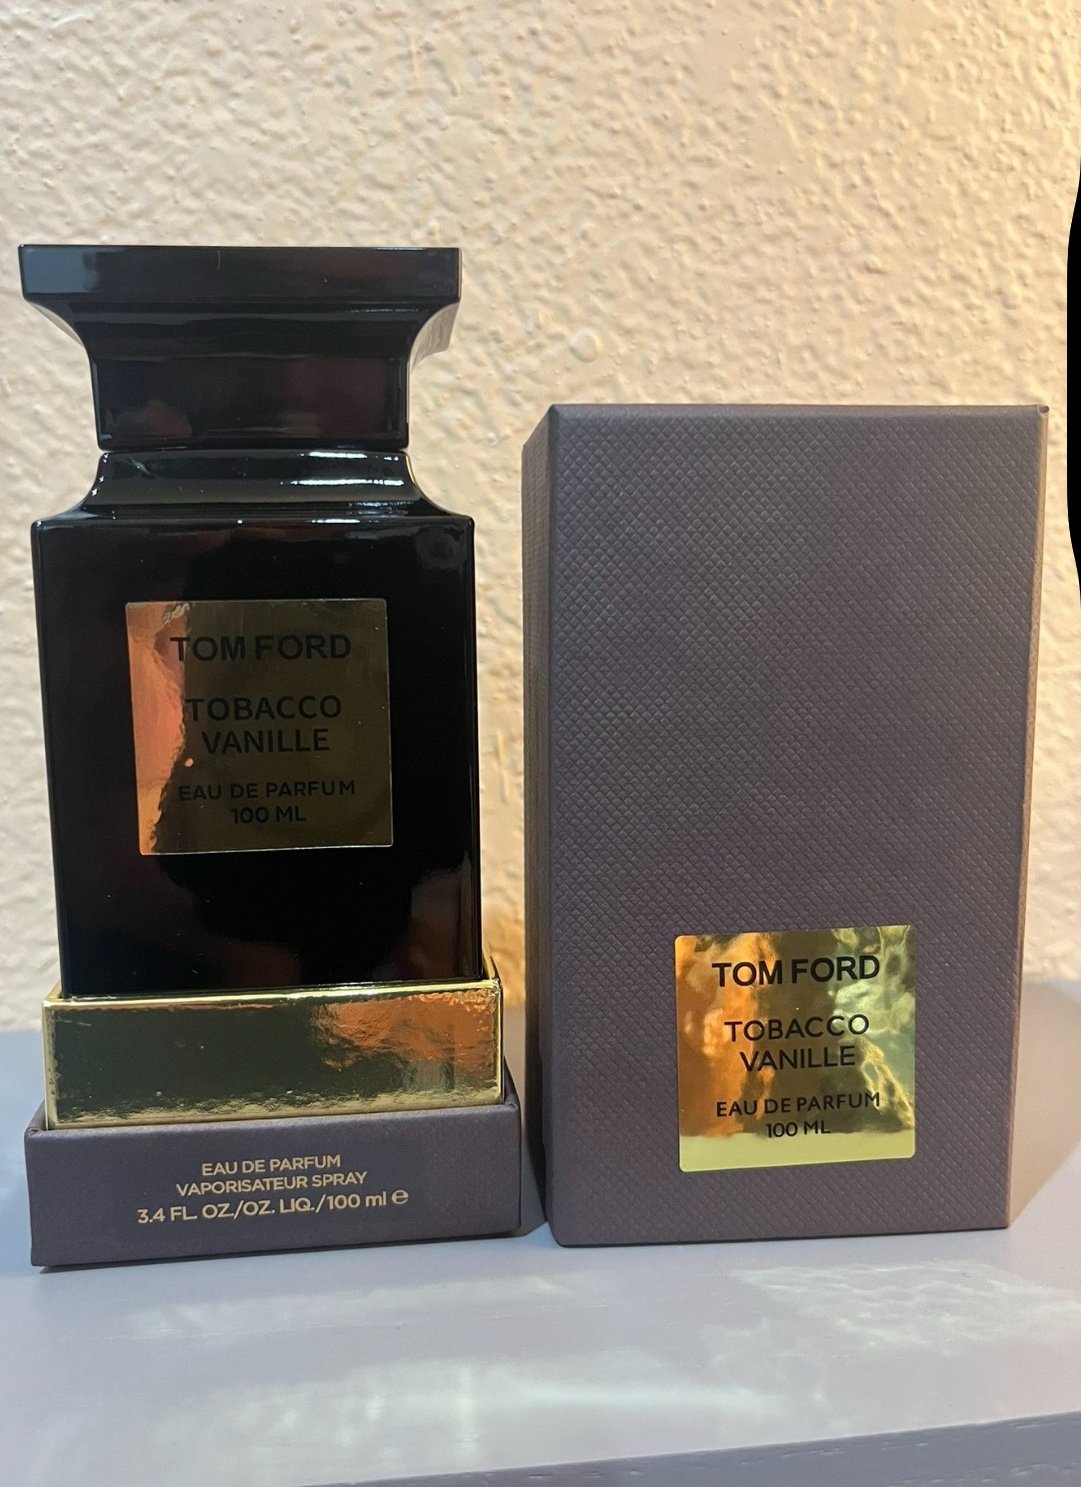 TOM FORD
TOBACCO
VANILLE
EAU DE PARFUM
100 ML
EAU DE PARFUM
VAPORISATEUR SPRAY
3.4 FL. OZ./OZ. LIQ./100 ml ℮
TOM FORD
TOBACCO
VANILLE
EAU DE PARFUM
100 ML